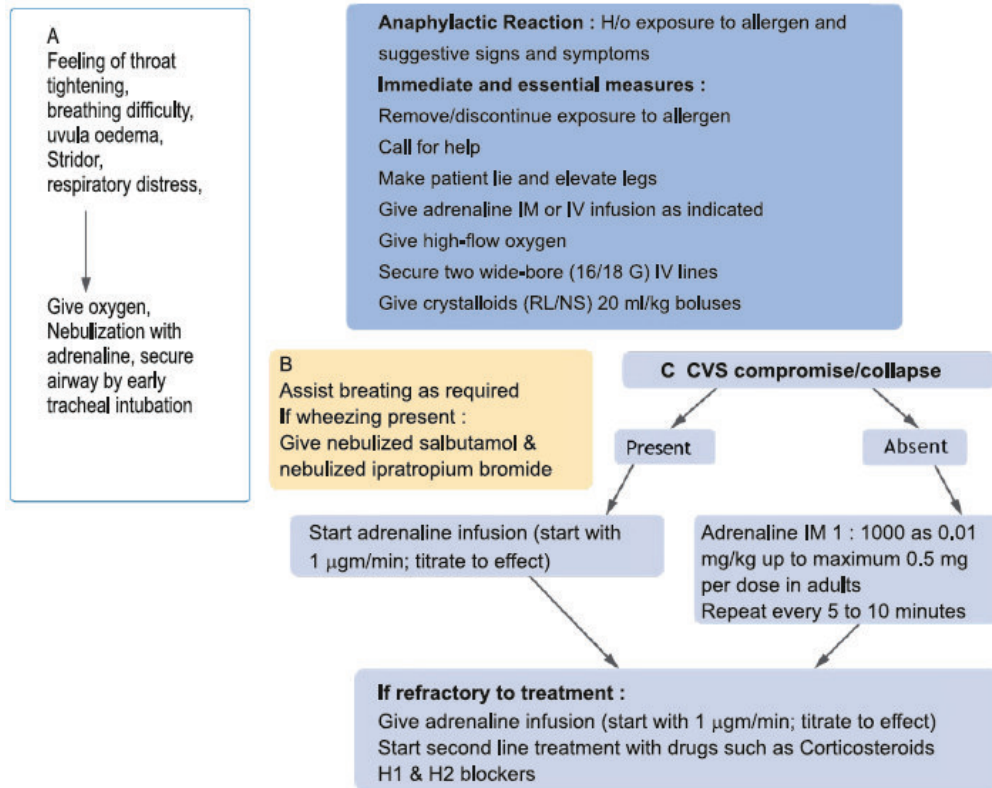 A
Feeling of throat
tightening,
breathing difficulty,
uvula oedema,
Stridor,
respiratory distress,
Give oxygen,
Nebulization with
adrenaline, secure
airway by early
tracheal intubation
Anaphylactic Reaction : H/o exposure to allergen and
suggestive signs and symptoms
Immediate and essential measures :
Remove/discontinue exposure to allergen
Call for help
Make patient lie and elevate legs
Give adrenaline IM or IV infusion as indicated
Give high-flow oxygen
Secure two wide-bore (16/18 G) IV lines
Give crystalloids (RL/NS) 20 ml/kg boluses
B
Assist breating as required
If wheezing present :
Give nebulized salbutamol &
nebulized ipratropium bromide
C CVS compromise/collapse
Present
Absent
Start adrenaline infusion (start with
1 μgm/min; titrate to effect)
Adrenaline IM 1 : 1000 as 0.01
mg/kg up to maximum 0.5 mg
per dose in adults
Repeat every 5 to 10 minutes
If refractory to treatment :
Give adrenaline infusion (start with 1 μgm/min; titrate to effect)
Start second line treatment with drugs such as Corticosteroids
H1 & H2 blockers